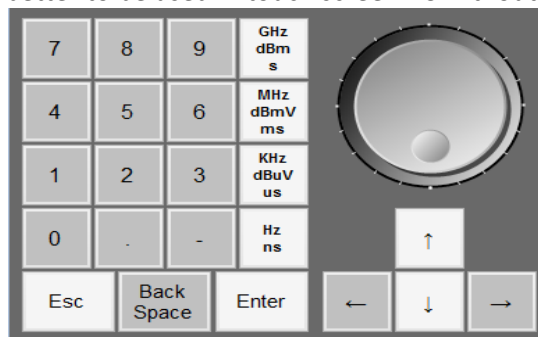 7 8 9 GHz
dBm
s
4 5 6 MHz
dBmV
ms
1 2 3 KHz
dBuV
us
0 . - Hz
ns
↑
Esc Back
Space Enter ← ↓ →